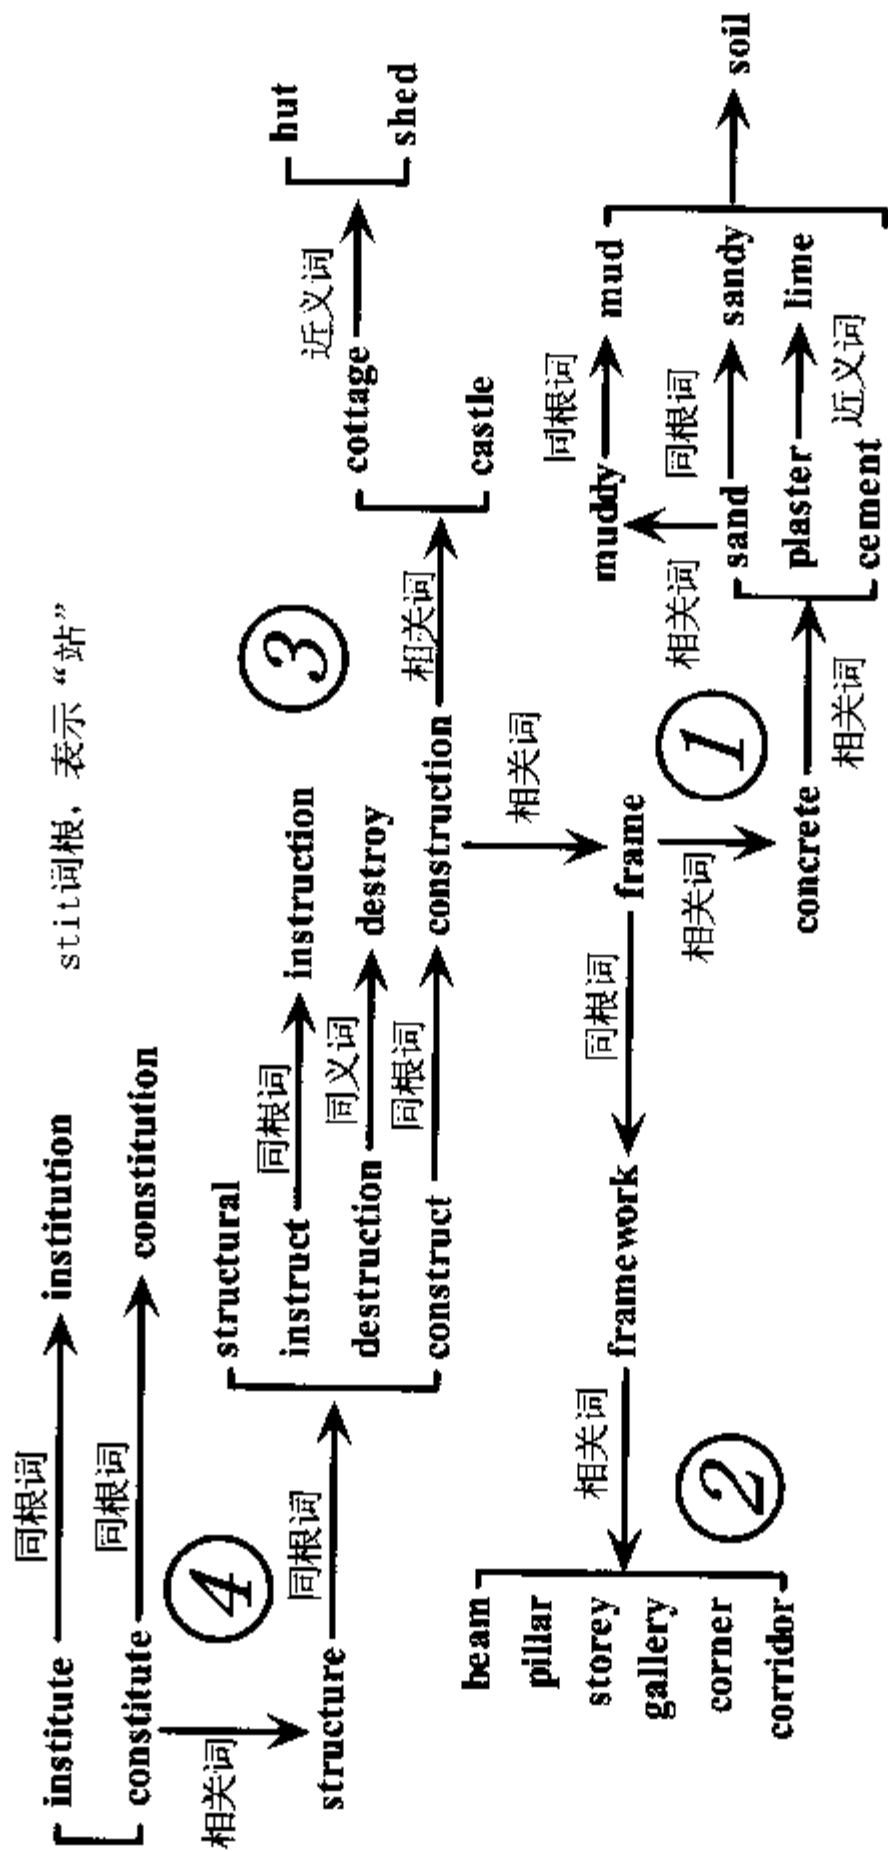 stit词根，表示“站”
institute
同根词
institution
constitute
同根词
constitution
相关词
④
structure
同根词
structural
instruct
同根词
instruction
destruction
同义词
destroy
construct
同根词
construction
③
相关词
cottage
近义词
hut
shed
castle
相关词
frame
同根词
framework
相关词
②
beam
pillar
storey
gallery
corner
corridor
①
相关词
concrete
相关词
sand
相关词
muddy
同根词
mud
同根词
sandy
plaster
近义词
lime
cement
soil